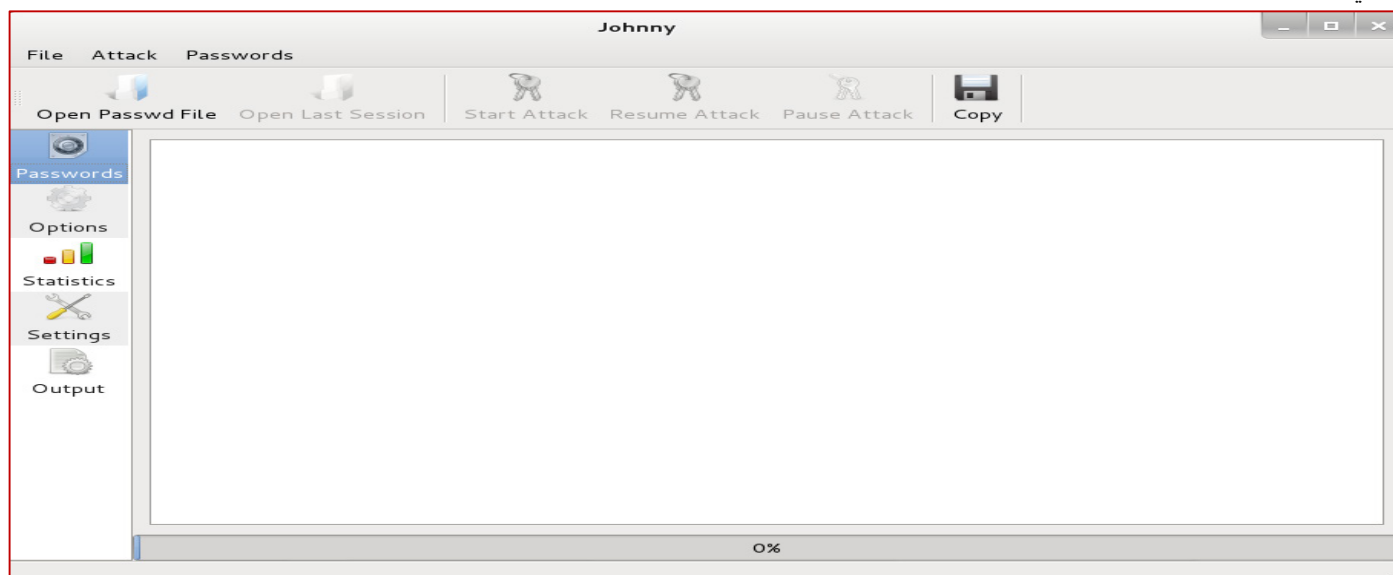 Johnny
File Attack Passwords
Open Passwd File Open Last Session Start Attack Resume Attack Pause Attack Copy
Passwords
Options
Statistics
Settings
Output
0%